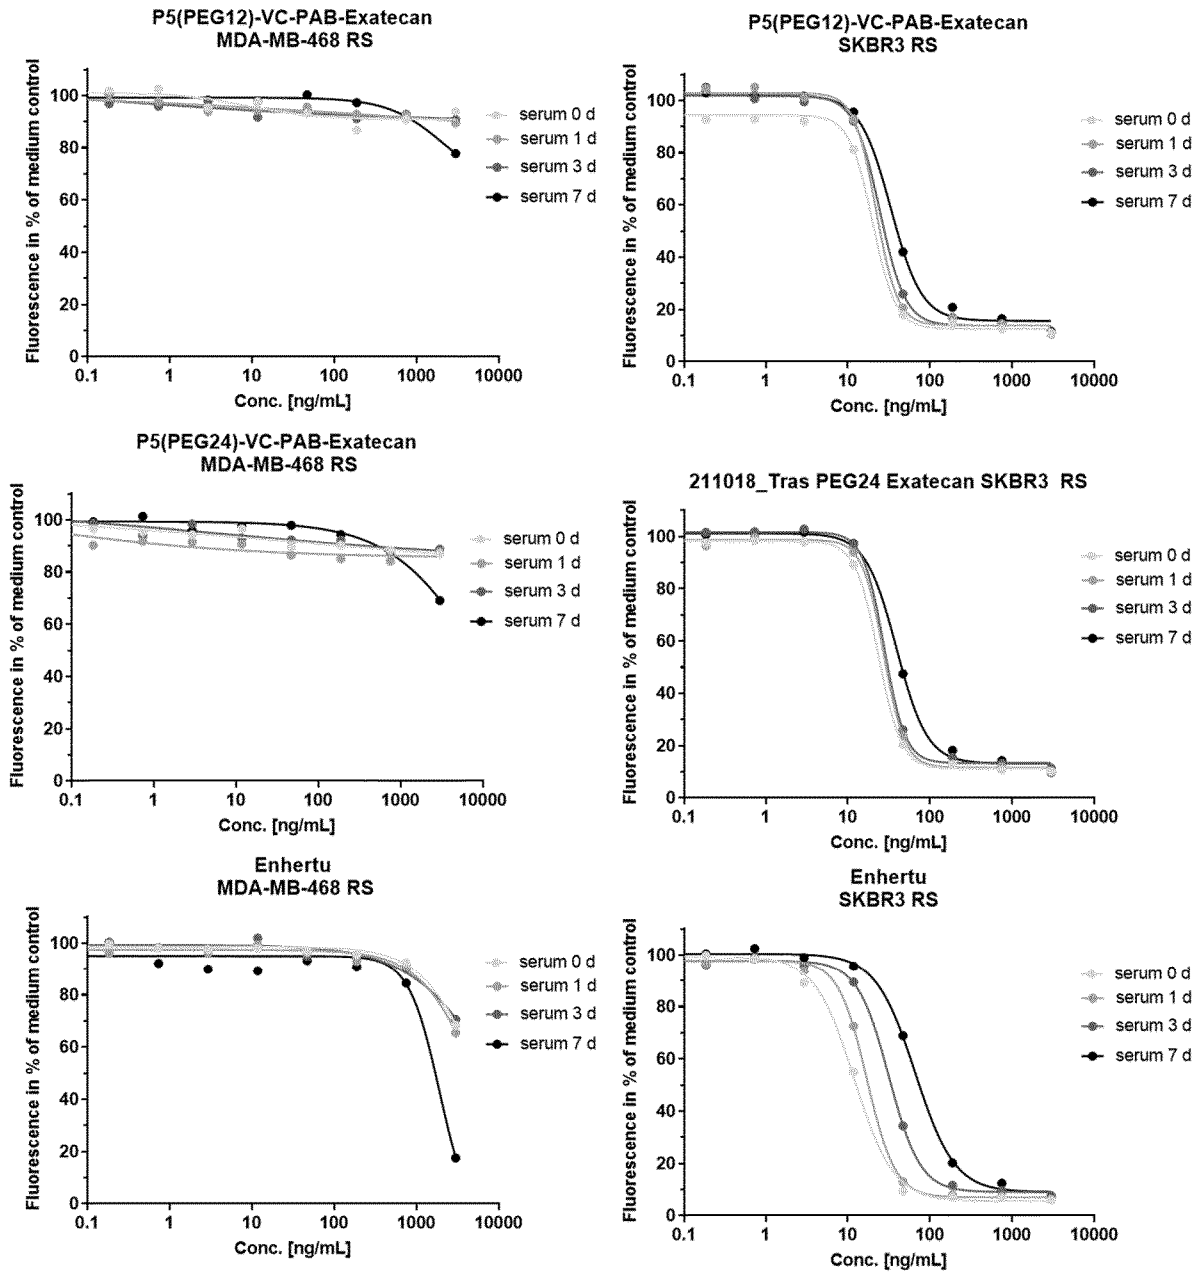 P5(PEG12)-VC-PAB-Exatecan
MDA-MB-468 RS
Fluorescence in % of medium control
100
80
60
40
20
0
0.1
1
10
100
1000
10000
Conc. [ng/mL]
serum 0 d
serum 1 d
serum 3 d
serum 7 d
P5(PEG12)-VC-PAB-Exatecan
SKBR3 RS
Fluorescence in % of medium control
100
80
60
40
20
0
0.1
1
10
100
1000
10000
Conc. [ng/mL]
serum 0 d
serum 1 d
serum 3 d
serum 7 d
P5(PEG24)-VC-PAB-Exatecan
MDA-MB-468 RS
Fluorescence in % of medium control
100
80
60
40
20
0
0.1
1
10
100
1000
10000
Conc. [ng/mL]
serum 0 d
serum 1 d
serum 3 d
serum 7 d
211018_Tras PEG24 Exatecan SKBR3 RS
Fluorescence in % of medium control
100
80
60
40
20
0
0.1
1
10
100
1000
10000
Conc. [ng/mL]
serum 0 d
serum 1 d
serum 3 d
serum 7 d
Enhertu
MDA-MB-468 RS
Fluorescence in % of medium control
100
80
60
40
20
0
0.1
1
10
100
1000
10000
Conc. [ng/mL]
serum 0 d
serum 1 d
serum 3 d
serum 7 d
Enhertu
SKBR3 RS
Fluorescence in % of medium control
100
80
60
40
20
0
0.1
1
10
100
1000
10000
Conc. [ng/mL]
serum 0 d
serum 1 d
serum 3 d
serum 7 d